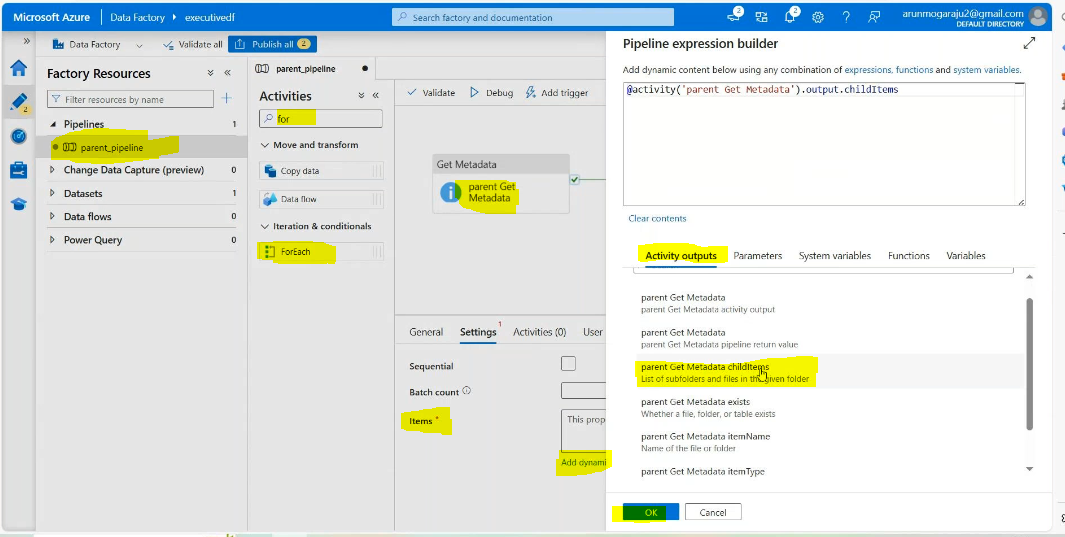 Microsoft Azure
Data Factory
executivedf
Search factory and documentation
2
2
arunmogaraju2@gmail.com
DEFAULT DIRECTORY
Data Factory
Validate all
Publish all 2
2
Factory Resources
Filter resources by name
Pipelines 1
parent_pipeline
Change Data Capture (preview) 0
Datasets 1
Data flows 0
Power Query 0
parent_pipeline
Activities
for
Move and transform
Copy data
Data flow
Iteration & conditionals
ForEach
Validate
Debug
Add trigger
Get Metadata
parent Get
Metadata
General
Settings 1
Activities (0)
User
Sequential
Batch count
Items *
This prop
Add dynami
Pipeline expression builder
Add dynamic content below using any combination of expressions, functions and system variables.
@activity('parent Get Metadata').output.childItems
Clear contents
Activity outputs
Parameters
System variables
Functions
Variables
parent Get Metadata
parent Get Metadata activity output
parent Get Metadata
parent Get Metadata pipeline return value
parent Get Metadata childItems
List of subfolders and files in the given folder
parent Get Metadata exists
Whether a file, folder, or table exists
parent Get Metadata itemName
Name of the file or folder
parent Get Metadata itemType
OK
Cancel